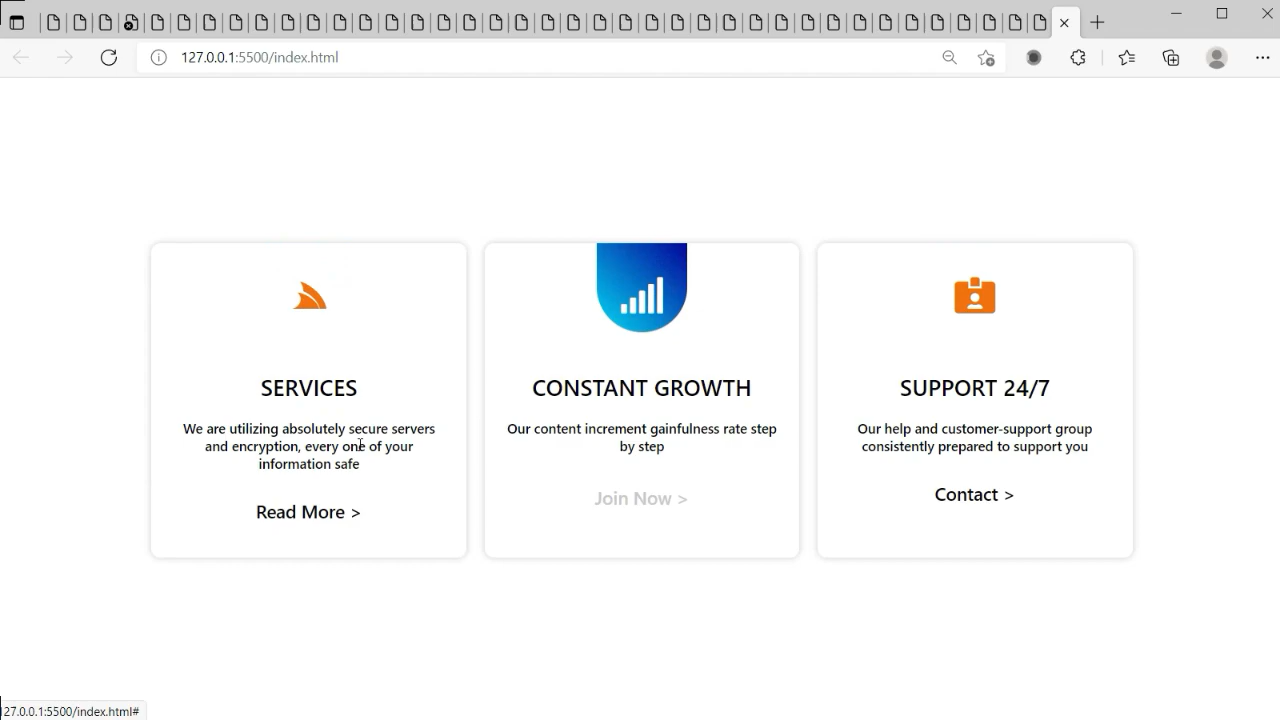 127.0.0.1:5500/index.html
SERVICES
We are utilizing absolutely secure servers
and encryption, every one of your
information safe
Read More >
CONSTANT GROWTH
Our content increment gainfulness rate step
by step
Join Now >
SUPPORT 24/7
Our help and customer-support group
consistently prepared to support you
Contact >
27.0.0.1:5500/index.html#